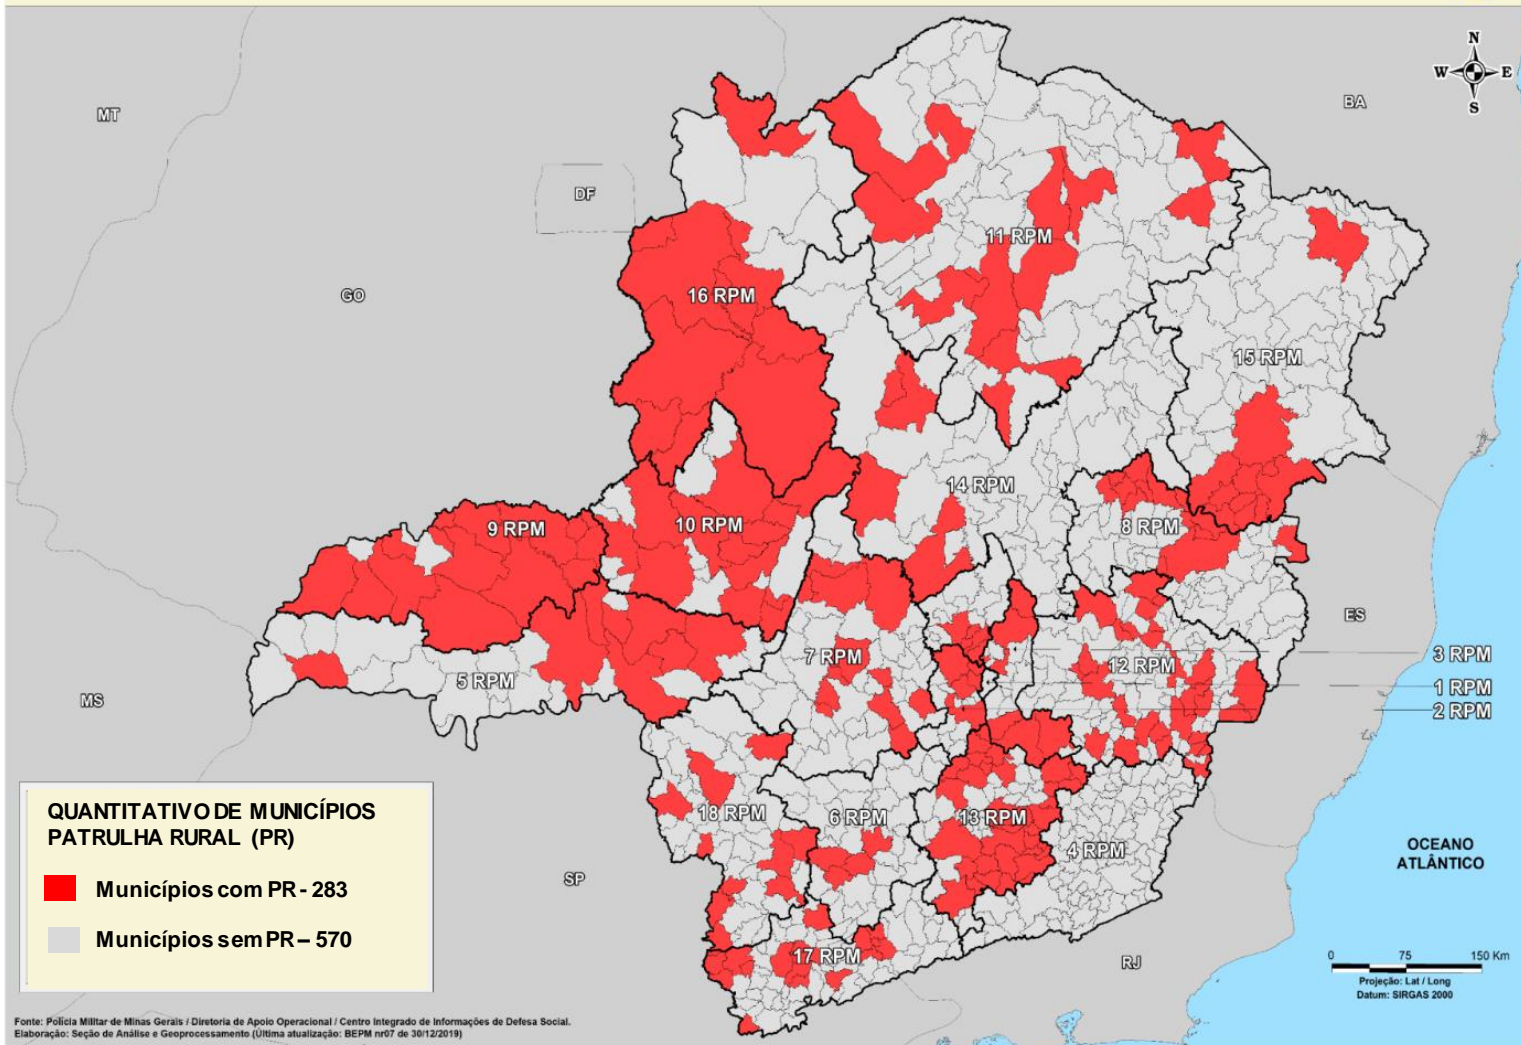 N
W E
S
MT
BA
DF
11 RPM
GO
16 RPM
15 RPM
14 RPM
9 RPM
10 RPM
8 RPM
ES
3 RPM
7 RPM
12 RPM
5 RPM
1 RPM
MS
2 RPM
QUANTITATIVO DE MUNICÍPIOS
PATRULHA RURAL (PR)
Municípios com PR - 283
Municípios sem PR – 570
18 RPM
6 RPM
13 RPM
4 RPM
OCEANO
ATLÂNTICO
SP
17 RPM
RJ
0 75 150 Km
Projeção: Lat / Long
Datum: SIRGAS 2000
Fonte: Polícia Militar de Minas Gerais / Diretoria de Apoio Operacional / Centro Integrado de Informações de Defesa Social.
Elaboração: Seção de Análise e Geoprocessamento (Última atualização: BEPM nr07 de 30/12/2019)